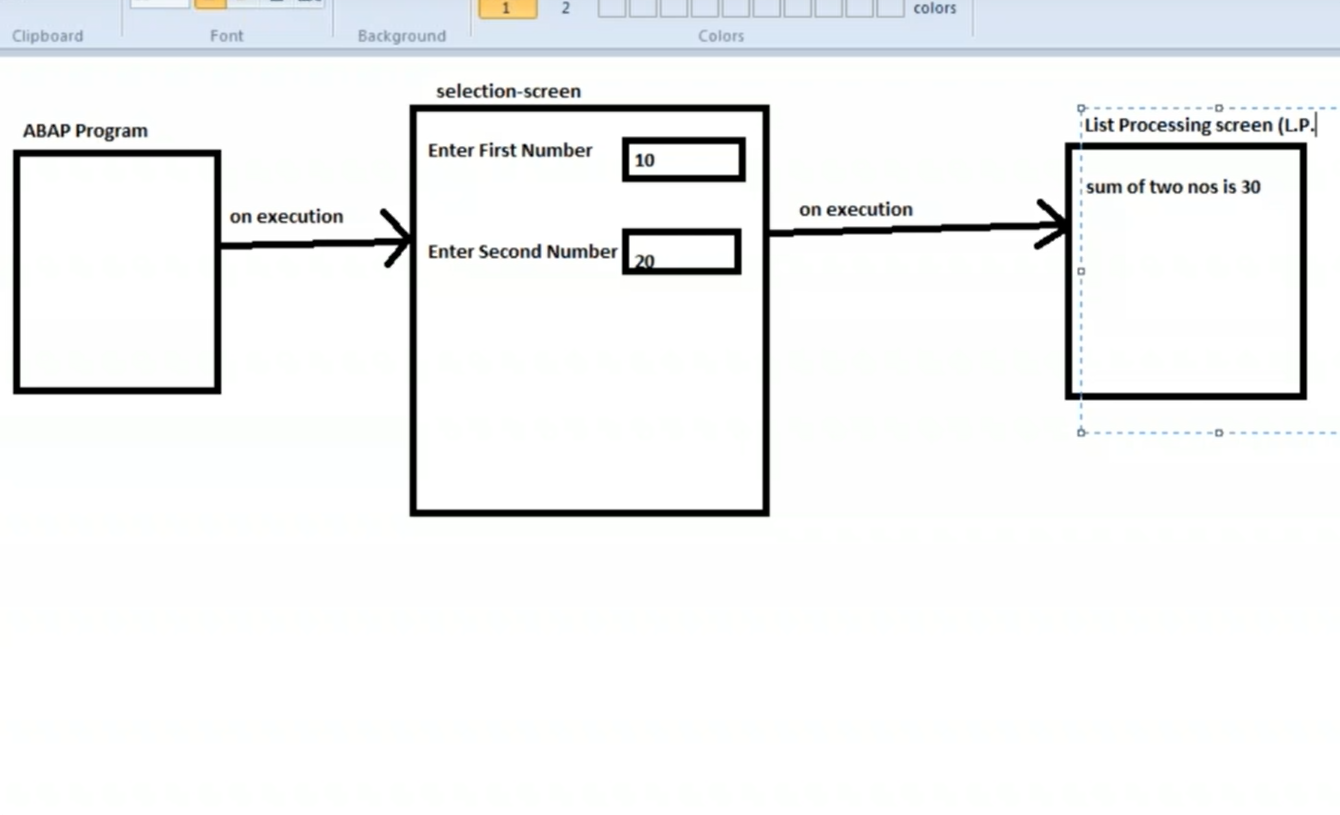 1 2 colors
Clipboard Font Background Colors
selection-screen
ABAP Program
List Processing screen (L.P.
Enter First Number 10
sum of two nos is 30
on execution
on execution
Enter Second Number 20